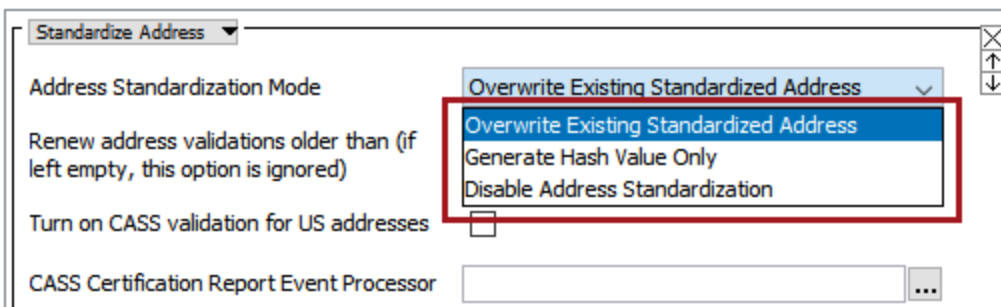 Standardize Address
Address Standardization Mode
Overwrite Existing Standardized Address
Overwrite Existing Standardized Address
Generate Hash Value Only
Disable Address Standardization
Renew address validations older than (if
left empty, this option is ignored)
Turn on CASS validation for US addresses
CASS Certification Report Event Processor
...